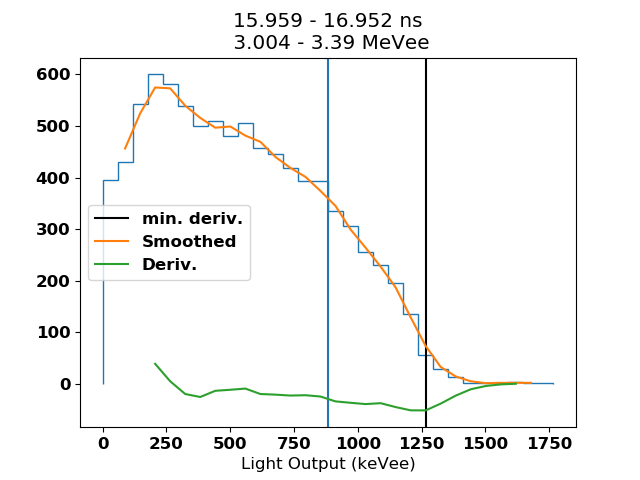 15.959 - 16.952 ns
3.004 - 3.39 MeVee
600
500
400
300
200
100
0
min. deriv.
Smoothed
Deriv.
0 250 500 750 1000 1250 1500 1750
Light Output (keVee)